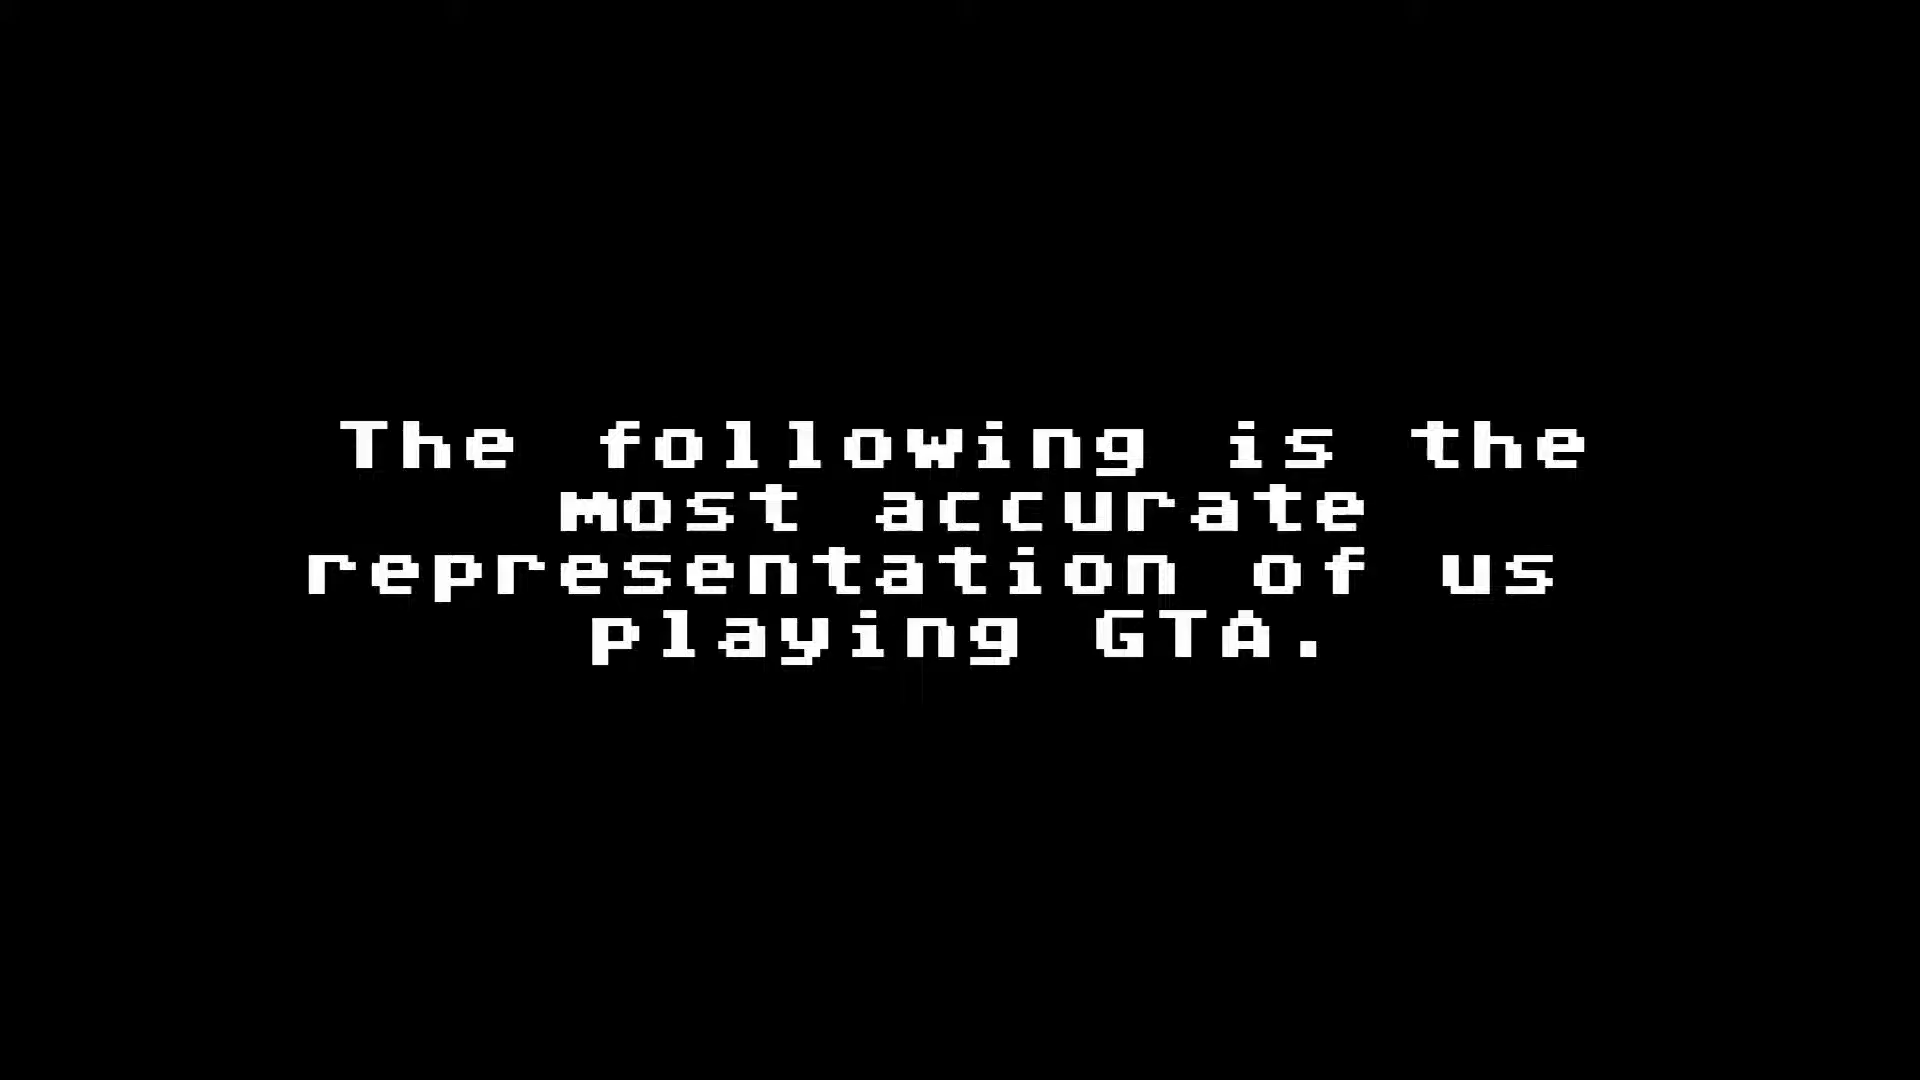 The following is the
most accurate
representation of us
playing GTA.